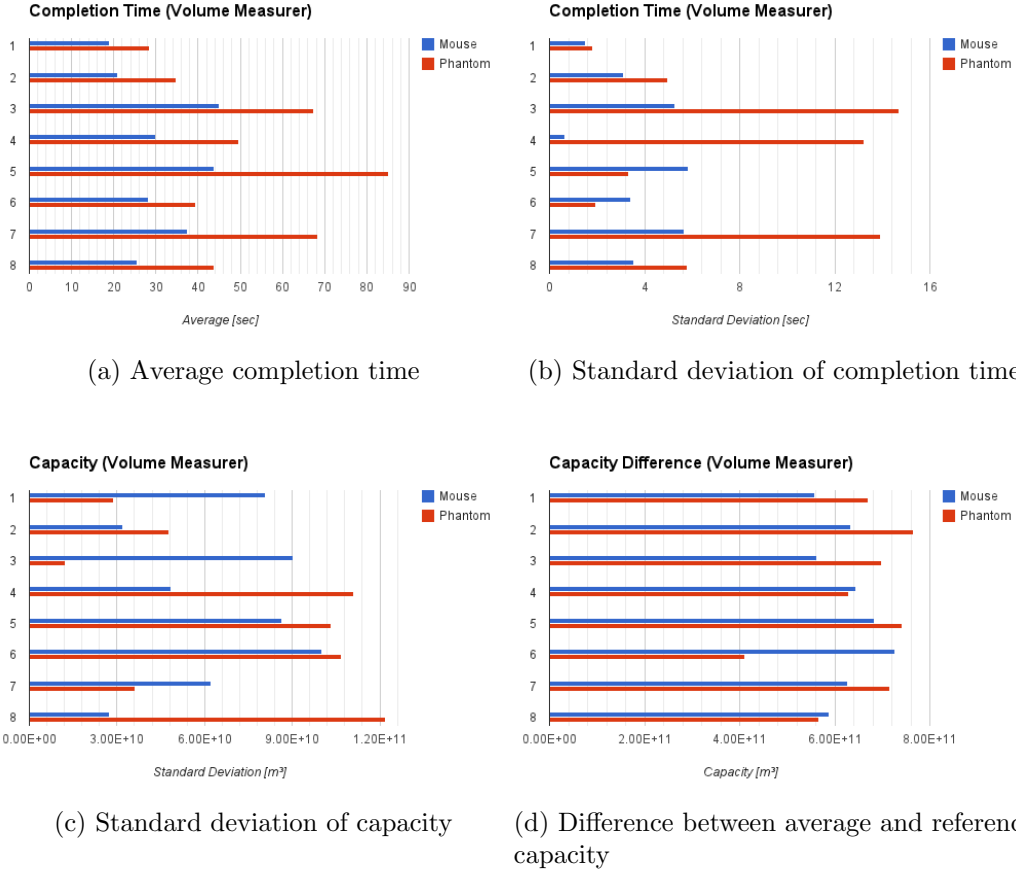 Completion Time (Volume Measurer)
1
2
3
4
5
6
7
8
0 10 20 30 40 50 60 70 80 90
Average [sec]
Mouse
Phantom
(a) Average completion time
Completion Time (Volume Measurer)
1
2
3
4
5
6
7
8
0 4 8 12 16
Standard Deviation [sec]
Mouse
Phantom
(b) Standard deviation of completion time
Capacity (Volume Measurer)
1
2
3
4
5
6
7
8
0.00E+00 3.00E+10 6.00E+10 9.00E+10 1.20E+11
Standard Deviation [m³]
Mouse
Phantom
(c) Standard deviation of capacity
Capacity Difference (Volume Measurer)
1
2
3
4
5
6
7
8
0.00E+00 2.00E+11 4.00E+11 6.00E+11 8.00E+11
Capacity [m³]
Mouse
Phantom
(d) Difference between average and referenc
capacity